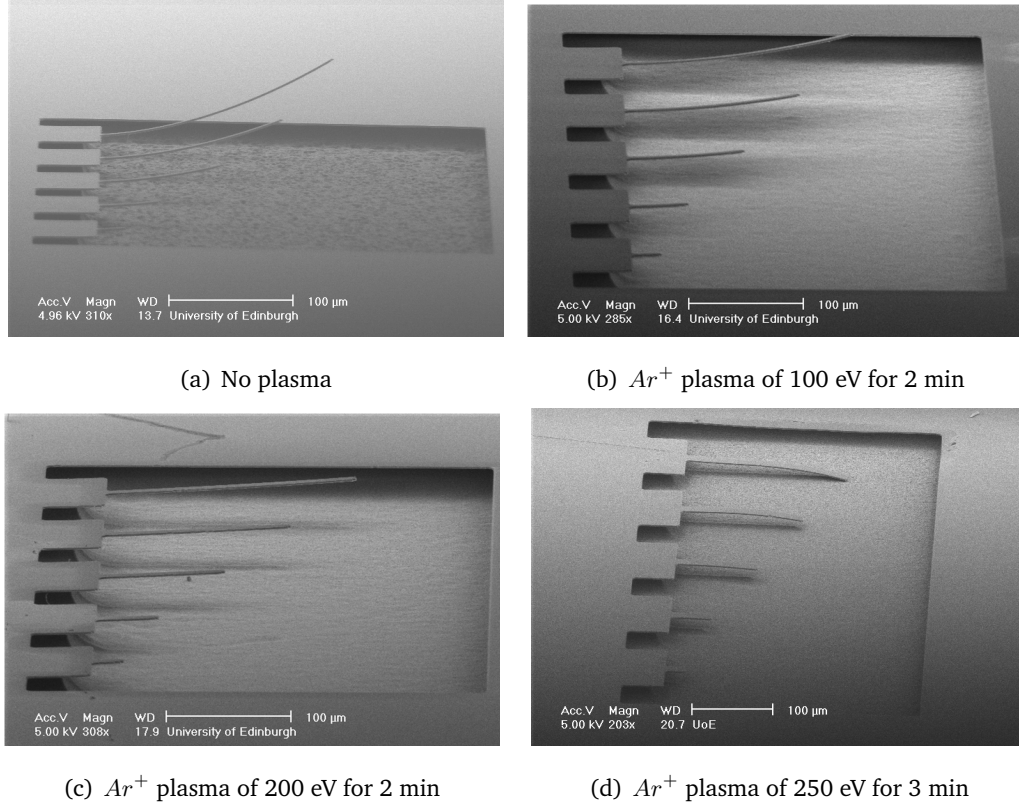 Acc.V Magn WD 100 µm
4.96 kV 310x 13.7 University of Edinburgh
Acc.V Magn WD 100 µm
5.00 kV 285x 16.4 University of Edinburgh
(a) No plasma
(b) Ar+ plasma of 100 eV for 2 min
Acc.V Magn WD 100 µm
5.00 kV 308x 17.9 University of Edinburgh
Acc.V Magn WD 100 µm
5.00 kV 203x 20.7 UoE
(c) Ar+ plasma of 200 eV for 2 min
(d) Ar+ plasma of 250 eV for 3 min